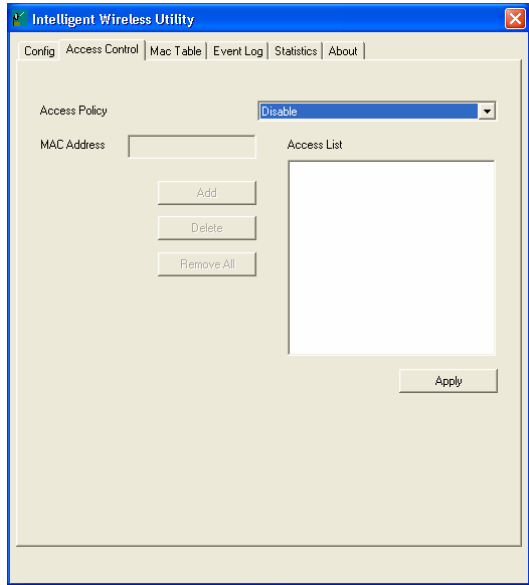 Intelligent Wireless Utility
Config Access Control Mac Table Event Log Statistics About
Access Policy Disable
MAC Address Access List
Add
Delete
Remove All
Apply